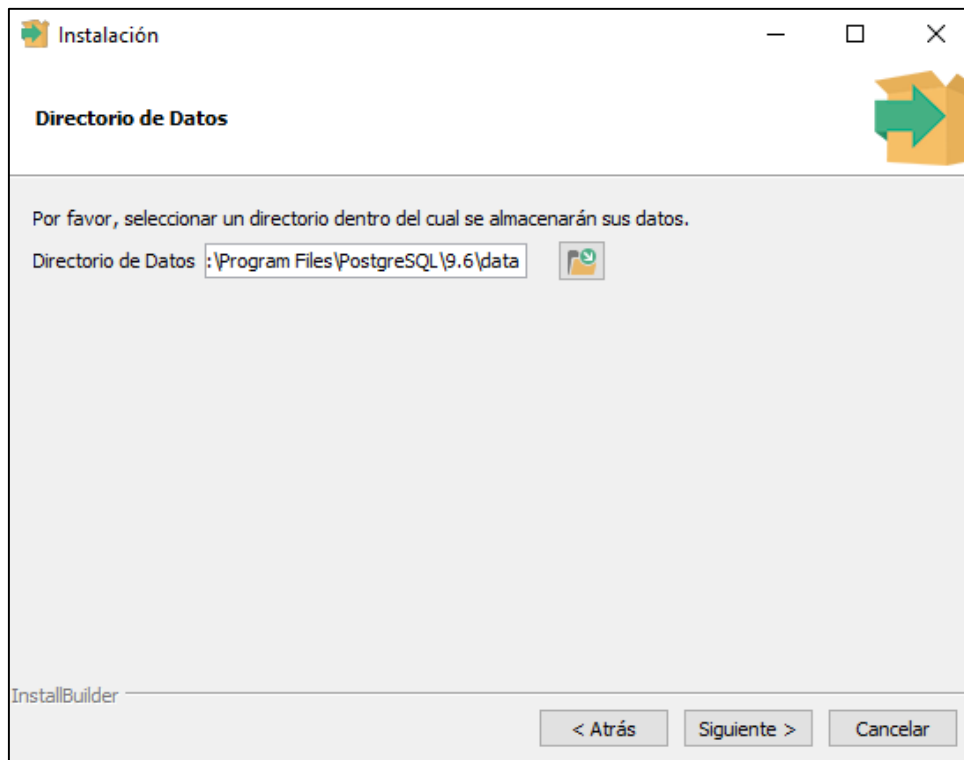 Instalación
Directorio de Datos
Por favor, seleccionar un directorio dentro del cual se almacenarán sus datos.
Directorio de Datos :\Program Files\PostgreSQL\9.6\data
InstallBuilder
< Atrás Siguiente > Cancelar